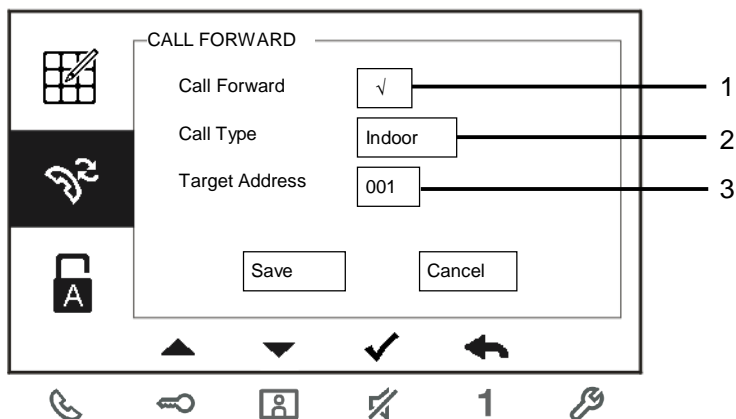 CALL FORWARD
Call Forward √ 1
Call Type Indoor 2
Target Address 001 3
Save Cancel
A
1